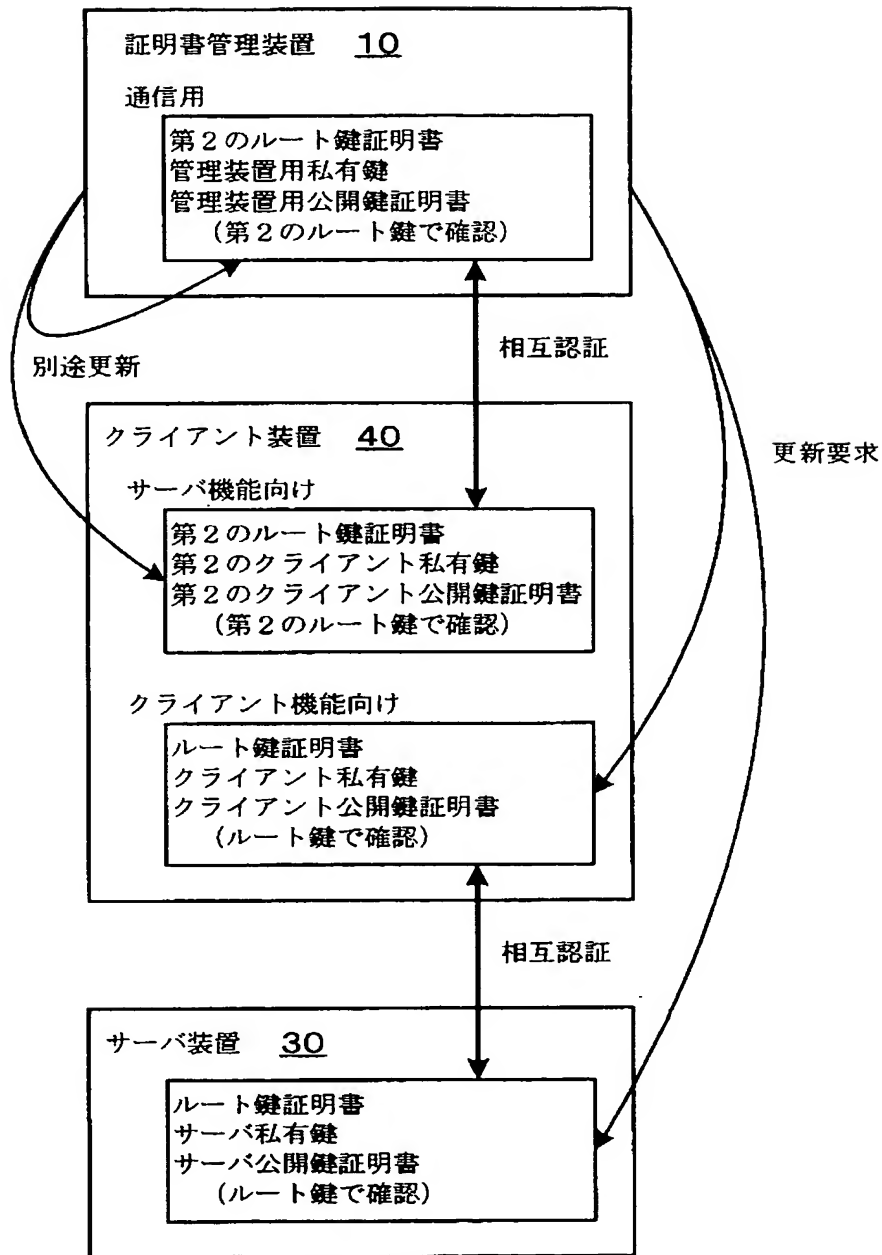 証明書管理装置 10
通信用
第2のルート鍵証明書
管理装置用私有鍵
管理装置用公開鍵証明書
(第2のルート鍵で確認)
別途更新
相互認証
クライアント装置 40
更新要求
サーバ機能向け
第2のルート鍵証明書
第2のクライアント私有鍵
第2のクライアント公開鍵証明書
(第2のルート鍵で確認)
クライアント機能向け
ルート鍵証明書
クライアント私有鍵
クライアント公開鍵証明書
(ルート鍵で確認)
相互認証
サーバ装置 30
ルート鍵証明書
サーバ私有鍵
サーバ公開鍵証明書
(ルート鍵で確認)